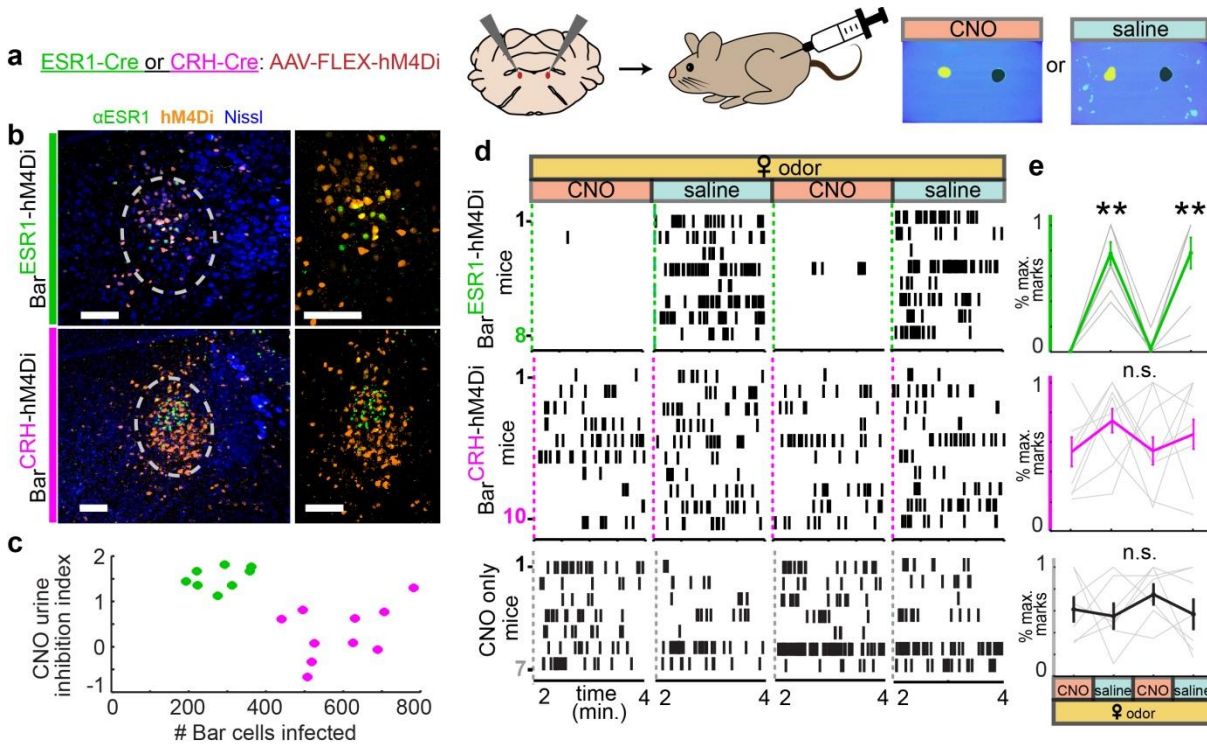 a ESR1-Cre or CRH-Cre: AAV-FLEX-hM4Di
CNO
or
saline
b
αESR1 hM4Di Nissl
BarESR1-hM4Di
BarCRH-hM4Di
c
CNO urine
inhibition index
2
1
0
-1
200 400 600 800
# Bar cells infected
d
♀ odor
CNO saline CNO saline
1
BarESR1-hM4Di
mice
8
1
BarCRH-hM4Di
mice
10
1
CNO only
mice
7
2 4 2 4 2 4 2 4
time
(min.)
e
**
**
1
% max.
marks
0
n.s.
1
% max.
marks
0
n.s.
1
% max.
marks
0
CNO saline CNO saline
♀ odor